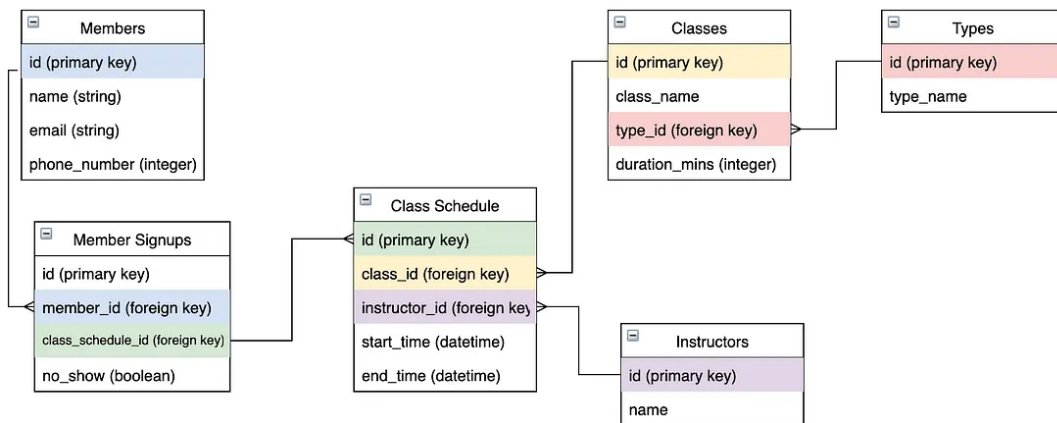 Members
id (primary key)
name (string)
email (string)
phone_number (integer)
Member Signups
id (primary key)
member_id (foreign key)
class_schedule_id (foreign key)
no_show (boolean)
Class Schedule
id (primary key)
class_id (foreign key)
instructor_id (foreign key
start_time (datetime)
end_time (datetime)
Classes
id (primary key)
class_name
type_id (foreign key)
duration_mins (integer)
Types
id (primary key)
type_name
Instructors
id (primary key)
name